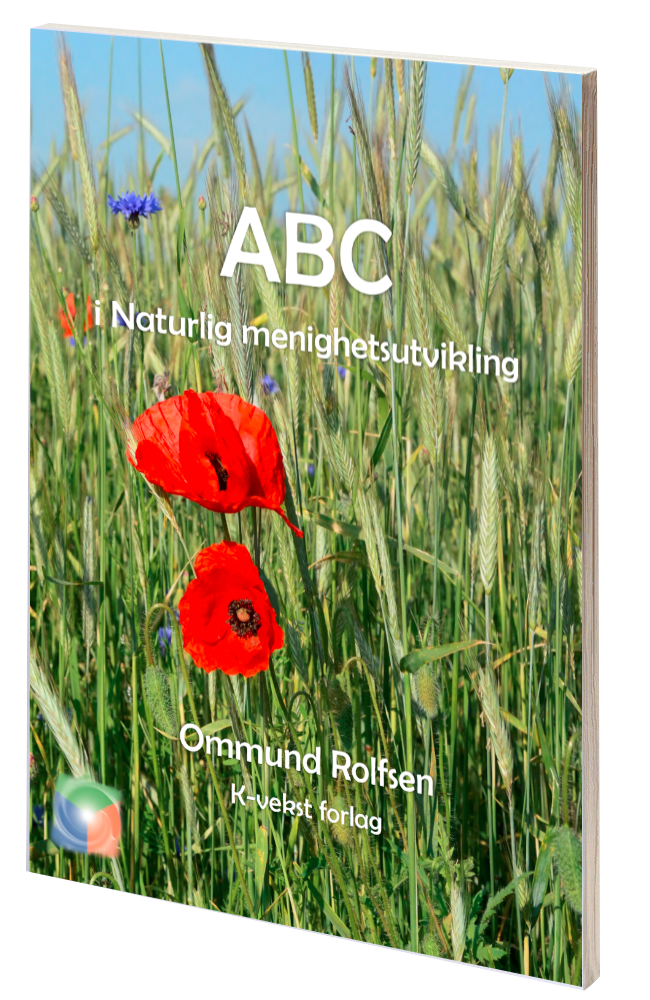 ABC
i Naturlig menighetsutvikling
Ommund Rolfsen
K-vekst forlag